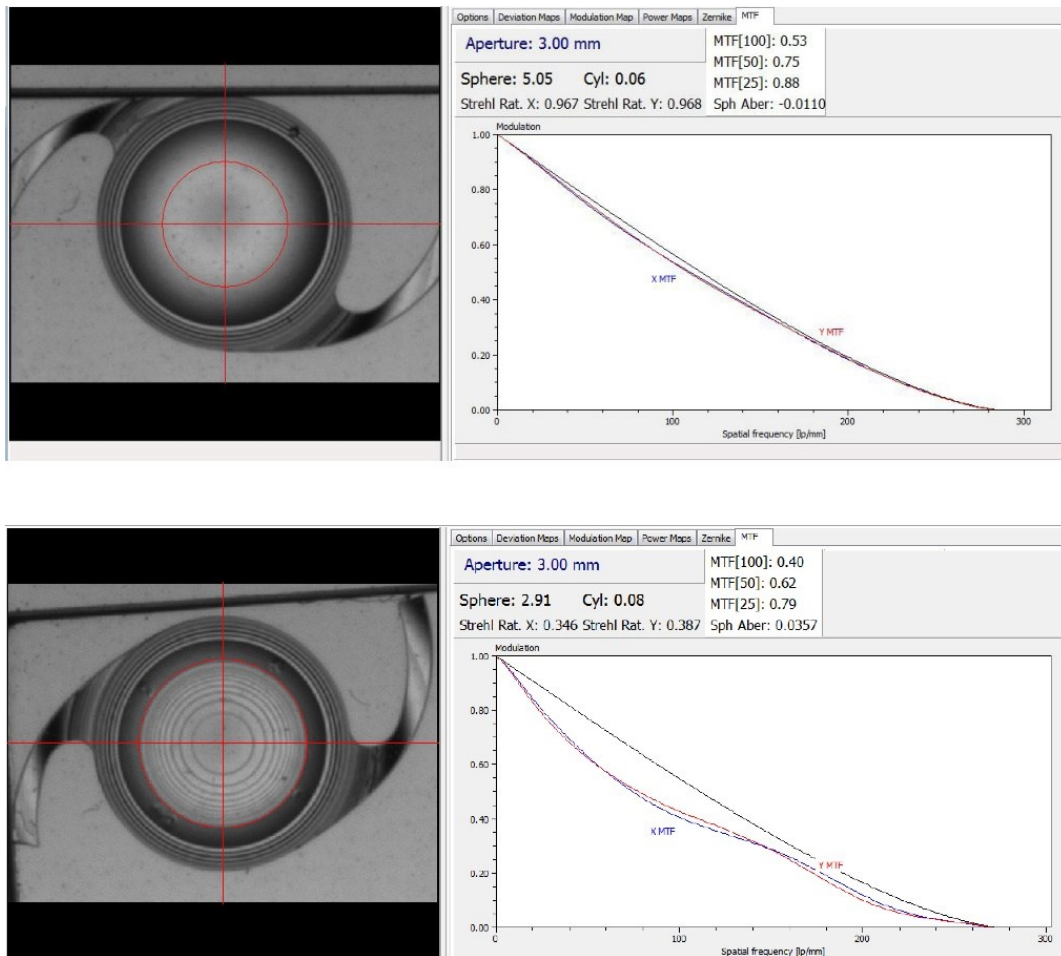 Options Deviation Maps Modulation Map Power Maps Zernike MTF
Aperture: 3.00 mm
MTF[100]: 0.53
MTF[50]: 0.75
MTF[25]: 0.88
Sph Aber: -0.0110
Sphere: 5.05 Cyl: 0.06
Strehl Rat. X: 0.967 Strehl Rat. Y: 0.968
Modulation
1.00
0.80
0.60
0.40
0.20
0.00
X MTF
Y MTF
0 100 200 300
Spatial frequency [lp/mm]
Options Deviation Maps Modulation Map Power Maps Zernike MTF
Aperture: 3.00 mm
MTF[100]: 0.40
MTF[50]: 0.62
MTF[25]: 0.79
Sph Aber: 0.0357
Sphere: 2.91 Cyl: 0.08
Strehl Rat. X: 0.346 Strehl Rat. Y: 0.387
Modulation
1.00
0.80
0.60
0.40
0.20
0.00
X MTF
Y MTF
0 100 200 300
Spatial frequency [lp/mm]